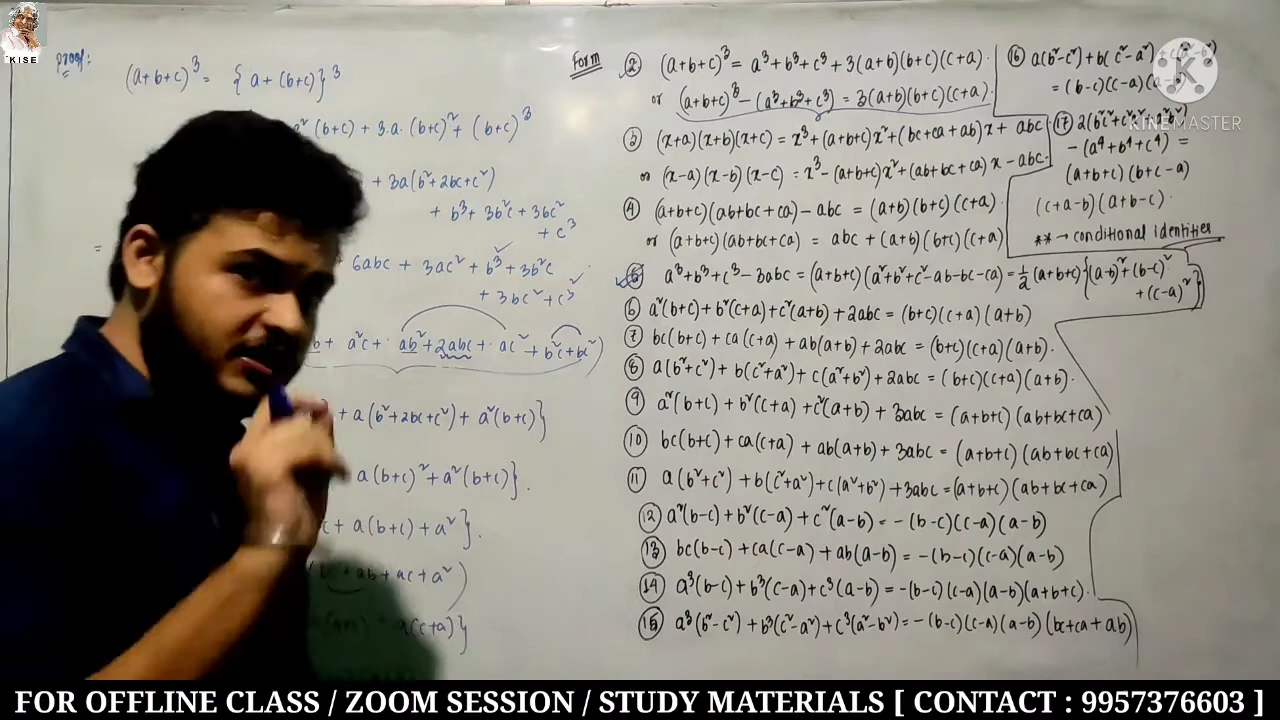 KISE
Proof:
(a+b+c)³ = {a + (b+c)}³
a²(b+c) + 3.a.(b+c)² + (b+c)³
+ 3a(b²+2bc+c²)
+ b³ + 3b²c + 3bc²
+ c³
=
6abc + 3ac² + b³ + 3b²c
+ 3bc² + c³
b + a²c + ab² + 2abc + ac² + b²c + bc²)
+ a(b²+2bc+c²) + a²(b+c)}
a(b+c)² + a²(b+c)}.
c + a(b+c) + a²}.
+ ab + ac + a²)
(c+a)}
Form
② (a+b+c)³ = a³+b³+c³+3(a+b)(b+c)(c+a).
or (a+b+c)³ - (a³+b³+c³) = 3(a+b)(b+c)(c+a)
③ (x+a)(x+b)(x+c) = x³+(a+b+c)x²+(bc+ca+ab)x+abc
or (x-a)(x-b)(x-c) = x³-(a+b+c)x²+(ab+bc+ca)x-abc.
④ (a+b+c)(ab+bc+ca)-abc = (a+b)(b+c)(c+a).
or (a+b+c)(ab+bc+ca) = abc + (a+b)(b+c)(c+a)
⑤ a³+b³+c³-3abc = (a+b+c)(a²+b²+c²-ab-bc-ca) = ½(a+b+c){(a-b)²+(b-c)²
+(c-a)²}
⑥ a²(b+c)+b²(c+a)+c²(a+b)+2abc = (b+c)(c+a)(a+b)
⑦ bc(b+c)+ca(c+a)+ab(a+b)+2abc = (b+c)(c+a)(a+b).
⑧ a(b²+c²)+b(c²+a²)+c(a²+b²)+2abc = (b+c)(c+a)(a+b).
⑨ a²(b+c)+b²(c+a)+c²(a+b)+3abc = (a+b+c)(ab+bc+ca)
⑩ bc(b+c)+ca(c+a)+ab(a+b)+3abc = (a+b+c)(ab+bc+ca)
⑪ a(b²+c²)+b(c²+a²)+c(a²+b²)+3abc = (a+b+c)(ab+bc+ca)
⑫ a²(b-c)+b²(c-a)+c²(a-b) = -(b-c)(c-a)(a-b)
⑬ bc(b-c)+ca(c-a)+ab(a-b) = -(b-c)(c-a)(a-b)
⑭ a³(b-c)+b³(c-a)+c³(a-b) = -(b-c)(c-a)(a-b)(a+b+c).
⑮ a³(b²-c²)+b³(c²-a²)+c³(a²-b²) = -(b-c)(c-a)(a-b)(bc+ca+ab)
⑯ a(b²-c²)+b(c²-a²)+c(a²-b²)
= (b-c)(c-a)(a-b)
⑰ 2(b²c²+c²a²+a²b²)
-(a⁴+b⁴+c⁴) =
(a+b+c)(b+c-a)
(c+a-b)(a+b-c).
** → conditional identities
K
KINEMASTER
FOR OFFLINE CLASS / ZOOM SESSION / STUDY MATERIALS [ CONTACT : 9957376603 ]